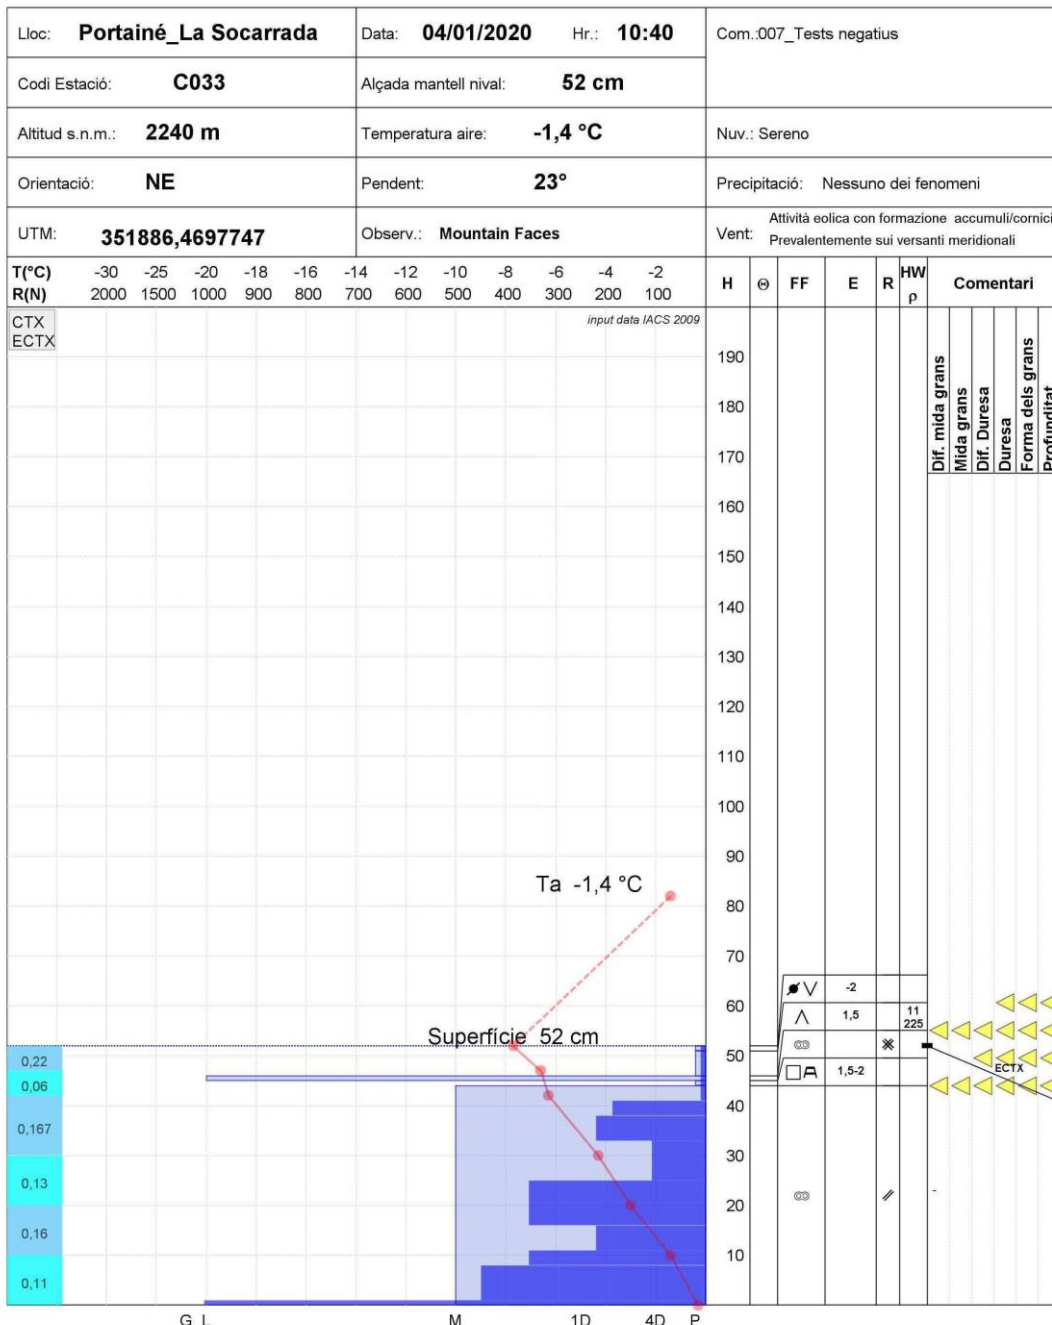 Lloc: Portainé_La Socarrada Data: 04/01/2020 Hr.: 10:40 Com.:007_Tests negatius
Codi Estació: C033 Alçada mantell nival: 52 cm
Altitud s.n.m.: 2240 m Temperatura aire: -1,4 °C Nuv.: Sereno
Orientació: NE Pendent: 23° Precipitació: Nessuno dei fenomeni
UTM: 351886,4697747 Observ.: Mountain Faces Vent: Attività eolica con formazione accumuli/cornici
Prevalentemente sui versanti meridionali
T(°C) -30 -25 -20 -18 -16 -14 -12 -10 -8 -6 -4 -2
R(N) 2000 1500 1000 900 800 700 600 500 400 300 200 100
H Θ FF E R HW ρ Comentari
CTX
ECTX
input data IACS 2009
Dif. mida grans
Mida grans
Dif. Duresa
Duresa
Forma dels grans
Profunditat
190
180
170
160
150
140
130
120
110
100
90
Ta -1,4 °C
80
70
-2
60
1,5 11
225
Superfície 52 cm
50
0,22
1,5-2 ECTX
0,06
40
0,167
30
0,13
-
20
0,16
10
0,11
G L M 1D 4D P